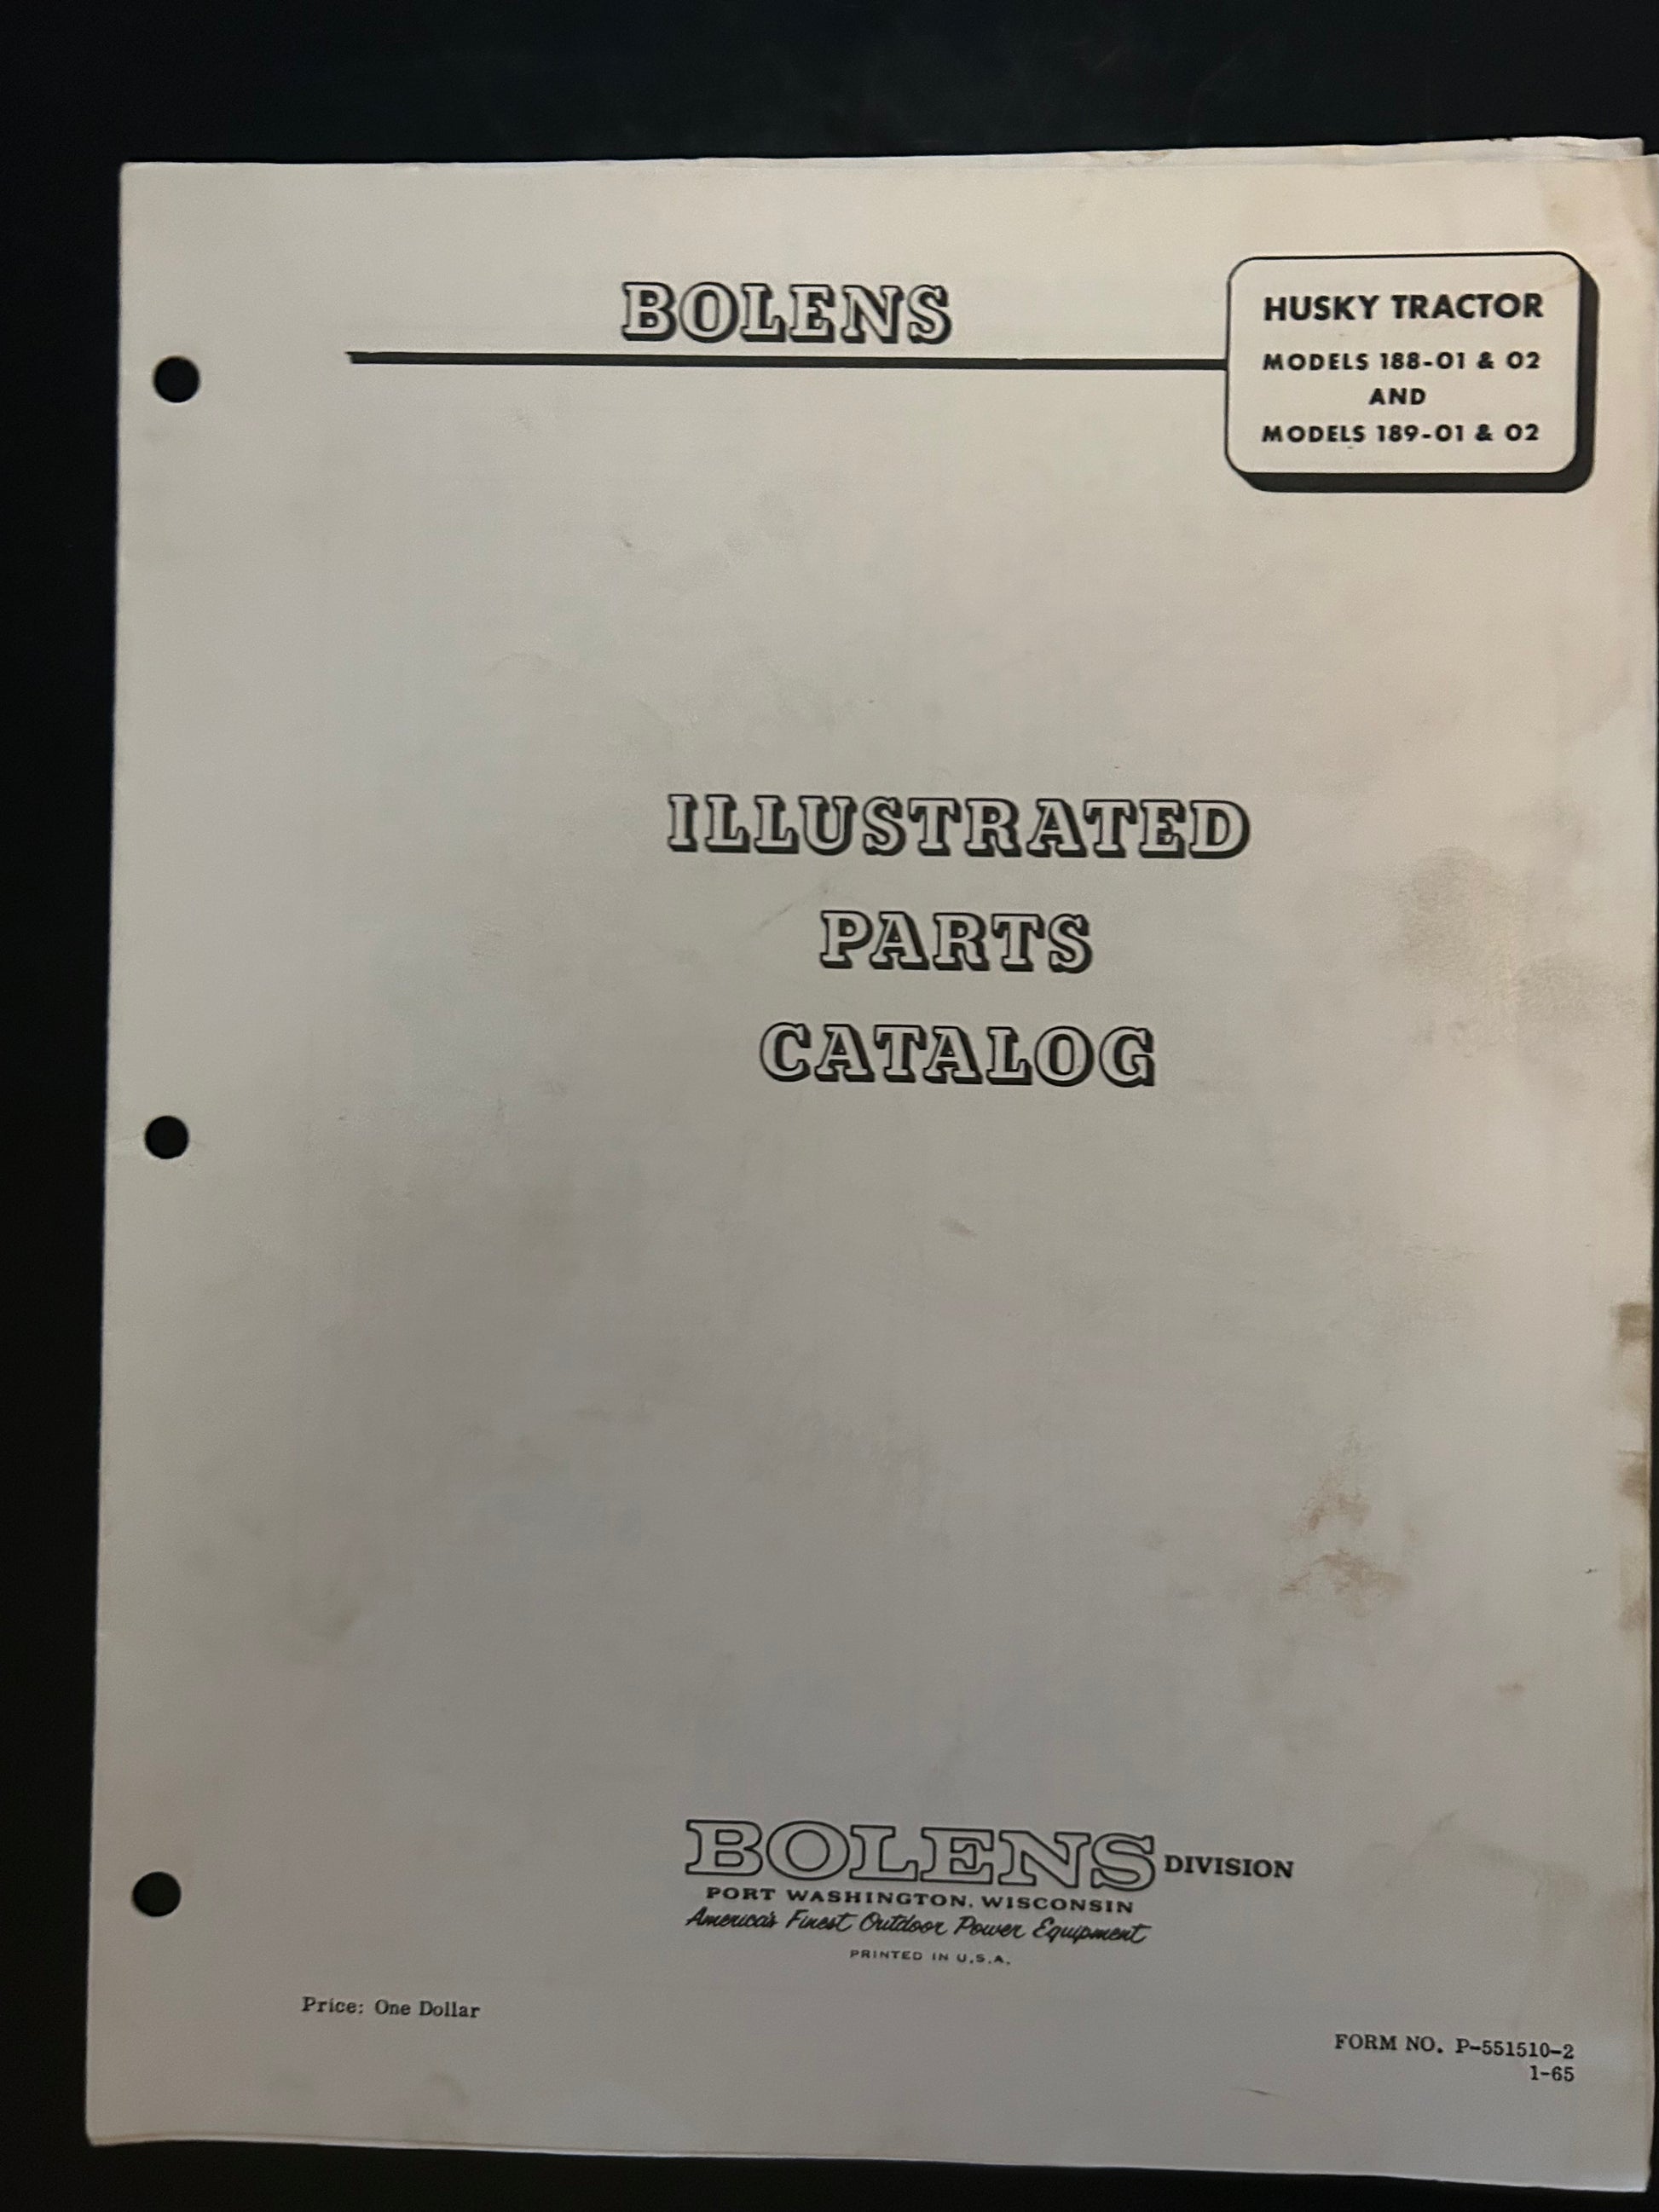 BOLENS
HUSKY TRACTOR
MODELS 188-01 & 02
AND
MODELS 189-01 & 02
ILLUSTRATED
PARTS
CATALOG
BOLENS DIVISION
PORT WASHINGTON, WISCONSIN
America's Finest Outdoor Power Equipment
PRINTED IN U.S.A.
Price: One Dollar
FORM NO. P-551510-2
1-65